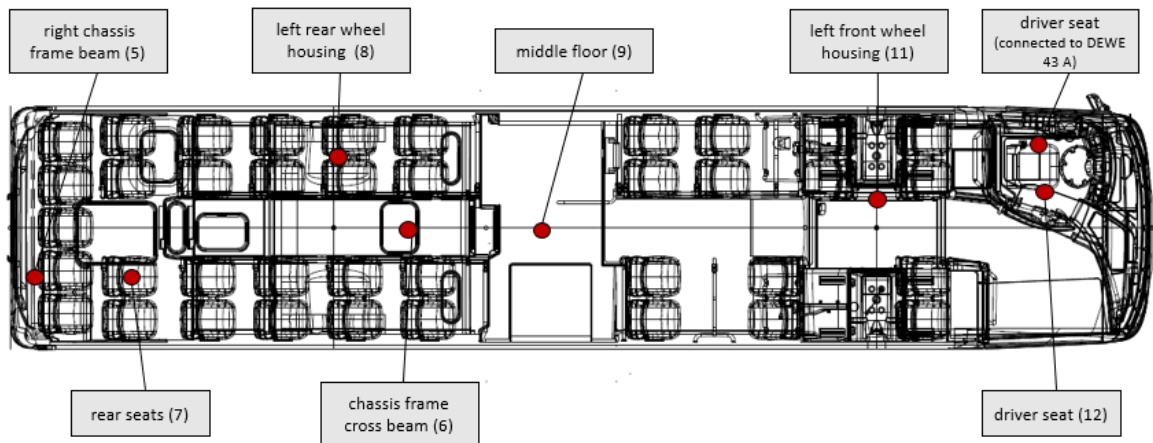 right chassis
frame beam (5)
left rear wheel
housing (8)
middle floor (9)
left front wheel
housing (11)
driver seat
(connected to DEWE
43 A)
rear seats (7)
chassis frame
cross beam (6)
driver seat (12)